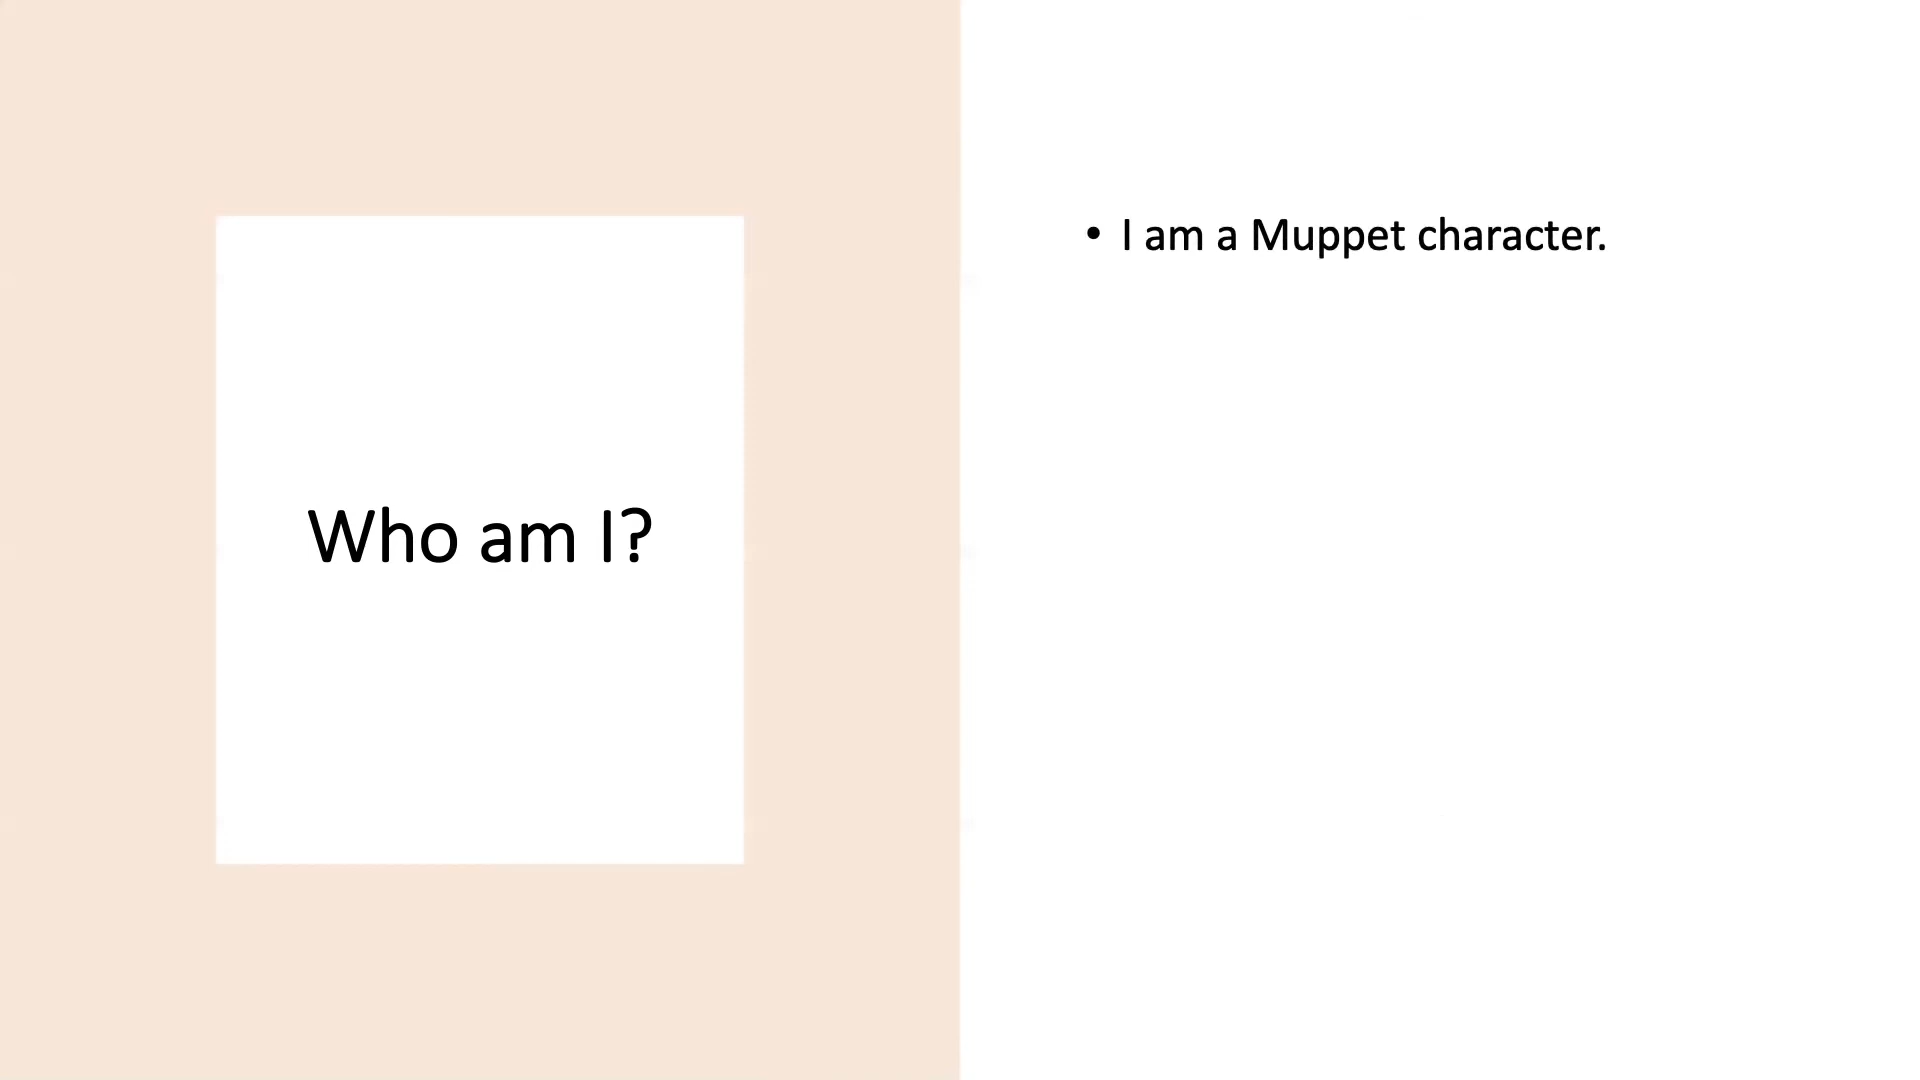 Who am I?
• I am a Muppet character.